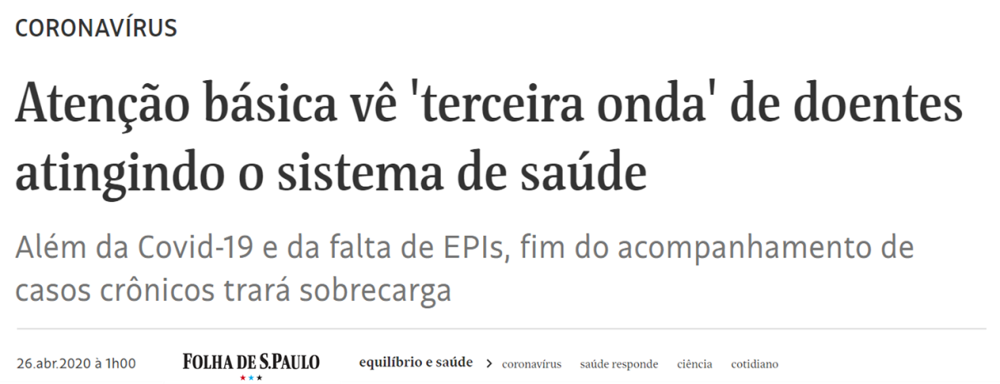 CORONAVÍRUS
Atenção básica vê 'terceira onda' de doentes
atingindo o sistema de saúde
Além da Covid-19 e da falta de EPIs, fim do acompanhamento de
casos crônicos trará sobrecarga
26.abr.2020 à 1h00 FOLHA DE S.PAULO equilíbrio e saúde > coronavírus saúde responde ciência cotidiano